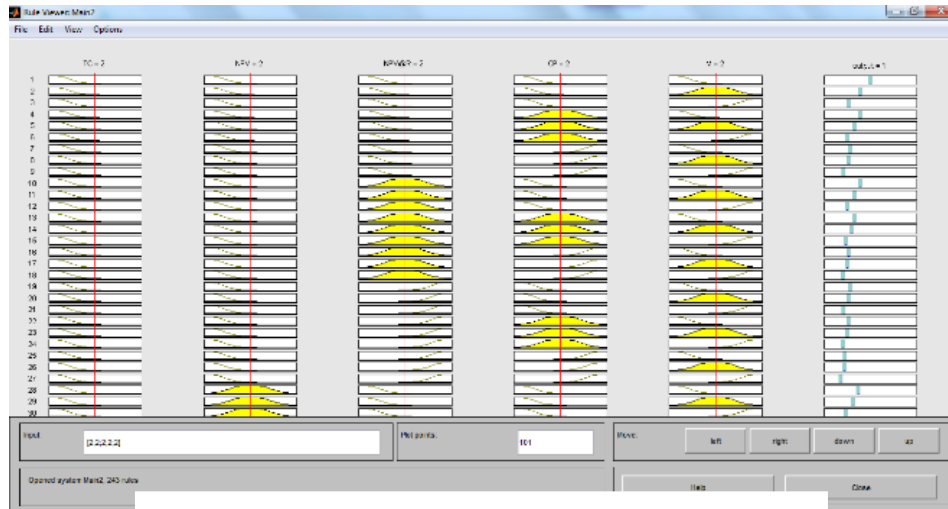 Rule Viewer: Main2
File Edit View Options
TC = 2
NPV = 2
CP = 2
V = 2
output = 1
1
2
3
4
5
6
7
8
9
10
11
12
13
14
15
16
17
18
19
20
21
22
23
24
25
26
27
28
29
30
Input:
[2;2;2;2;2]
Plot points:
101
Move:
left
right
down
up
Opened system Main2, 243 rules
Help
Close